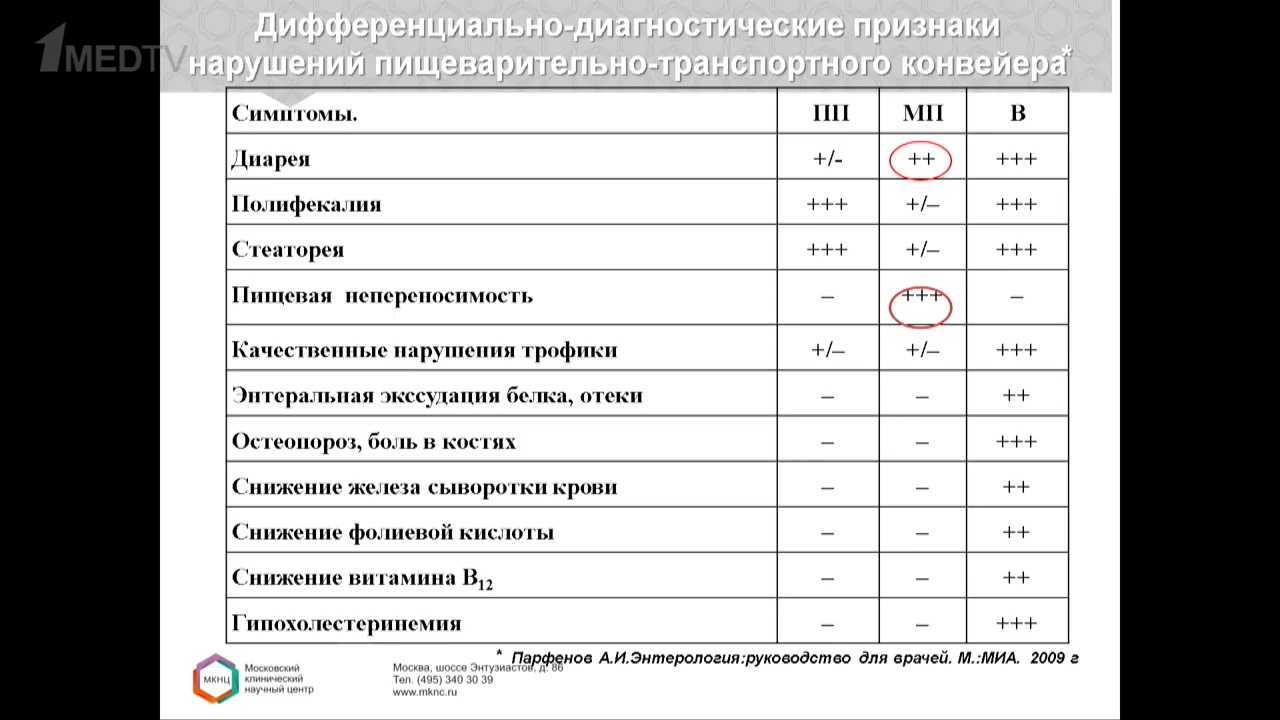 1MEDTV
Дифференциально-диагностические признаки
нарушений пищеварительно-транспортного конвейера*
Симптомы. ПП МП В
Диарея +/- ++ +++
Полифекалия +++ +/– +++
Стеаторея +++ +/– +++
Пищевая непереносимость – +++ –
Качественные нарушения трофики +/– +/– +++
Энтеральная экссудация белка, отеки – – ++
Остеопороз, боль в костях – – +++
Снижение железа сыворотки крови – – ++
Снижение фолиевой кислоты – – ++
Снижение витамина В12 – – ++
Гипохолестеринемия – – +++
* Парфенов А.И.Энтерология:руководство для врачей. М.:МИА. 2009 г
МКНЦ
Московский
клинический
научный центр
Москва, шоссе Энтузиастов, д. 86
Тел. (495) 340 30 39
www.mknc.ru